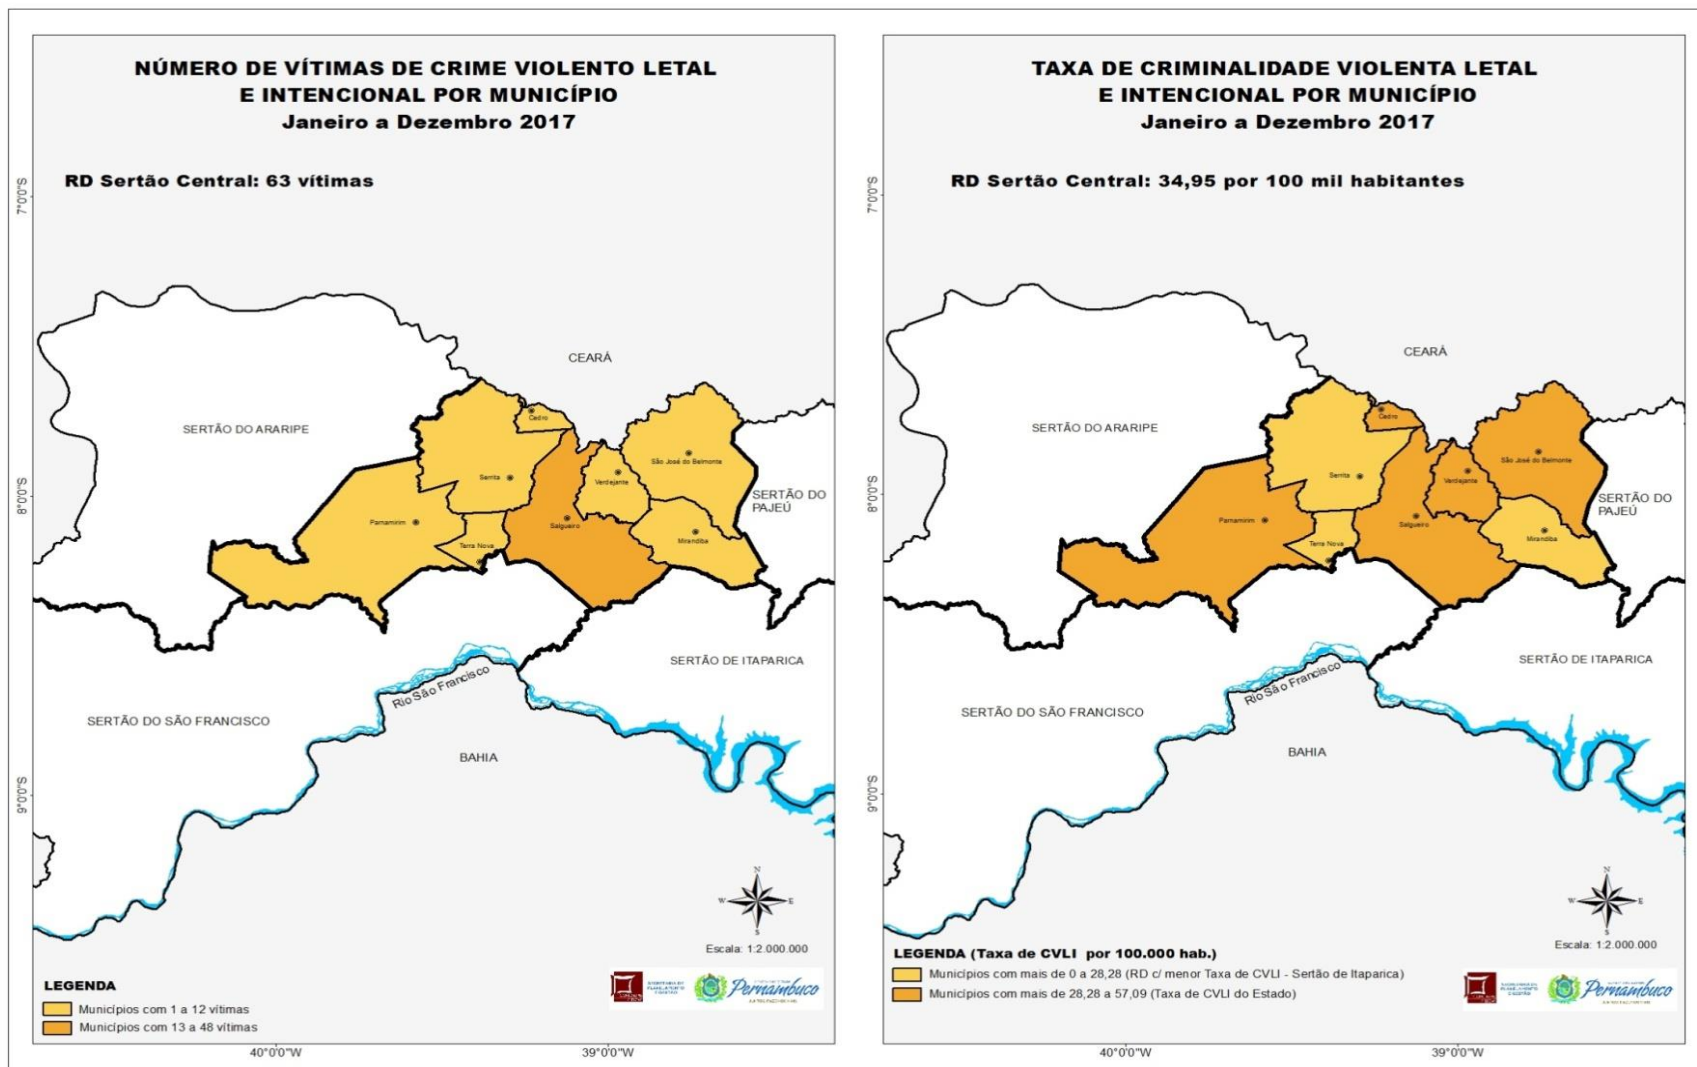 NÚMERO DE VÍTIMAS DE CRIME VIOLENTO LETAL
E INTENCIONAL POR MUNICÍPIO
Janeiro a Dezembro 2017
RD Sertão Central: 63 vítimas
7°0'0"S
8°0'0"S
9°0'0"S
CEARÁ
SERTÃO DO ARARIPE
Cedro
São José do Belmonte
Serrita
Verdejante
SERTÃO DO
PAJEÚ
Parnamirim
Salgueiro
Mirandiba
Terra Nova
SERTÃO DE ITAPARICA
Rio São Francisco
SERTÃO DO SÃO FRANCISCO
BAHIA
N
W
E
S
Escala: 1:2.000.000
LEGENDA
Municípios com 1 a 12 vítimas
Municípios com 13 a 48 vítimas
SECRETARIA DE
PLANEJAMENTO
E GESTÃO
Pernambuco
40°0'0"W
39°0'0"W
TAXA DE CRIMINALIDADE VIOLENTA LETAL
E INTENCIONAL POR MUNICÍPIO
Janeiro a Dezembro 2017
RD Sertão Central: 34,95 por 100 mil habitantes
7°0'0"S
8°0'0"S
9°0'0"S
CEARÁ
SERTÃO DO ARARIPE
Cedro
São José do Belmonte
Serrita
Verdejante
SERTÃO DO
PAJEÚ
Parnamirim
Salgueiro
Mirandiba
Terra Nova
SERTÃO DE ITAPARICA
Rio São Francisco
SERTÃO DO SÃO FRANCISCO
BAHIA
N
W
E
S
Escala: 1:2.000.000
LEGENDA (Taxa de CVLI por 100.000 hab.)
Municípios com mais de 0 a 28,28 (RD c/ menor Taxa de CVLI - Sertão de Itaparica)
Municípios com mais de 28,28 a 57,09 (Taxa de CVLI do Estado)
SECRETARIA DE
PLANEJAMENTO
E GESTÃO
Pernambuco
40°0'0"W
39°0'0"W